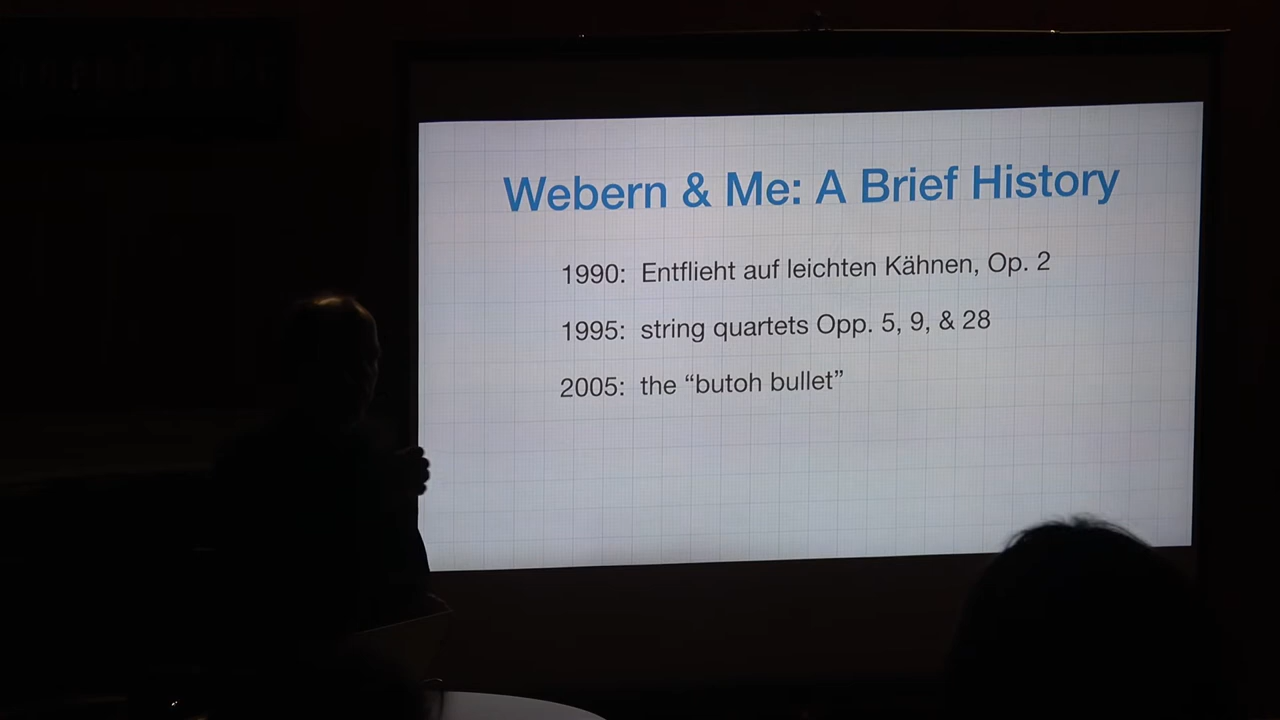 Webern & Me: A Brief History
1990: Entflieht auf leichten Kähnen, Op. 2
1995: string quartets Opp. 5, 9, & 28
2005: the “butoh bullet”